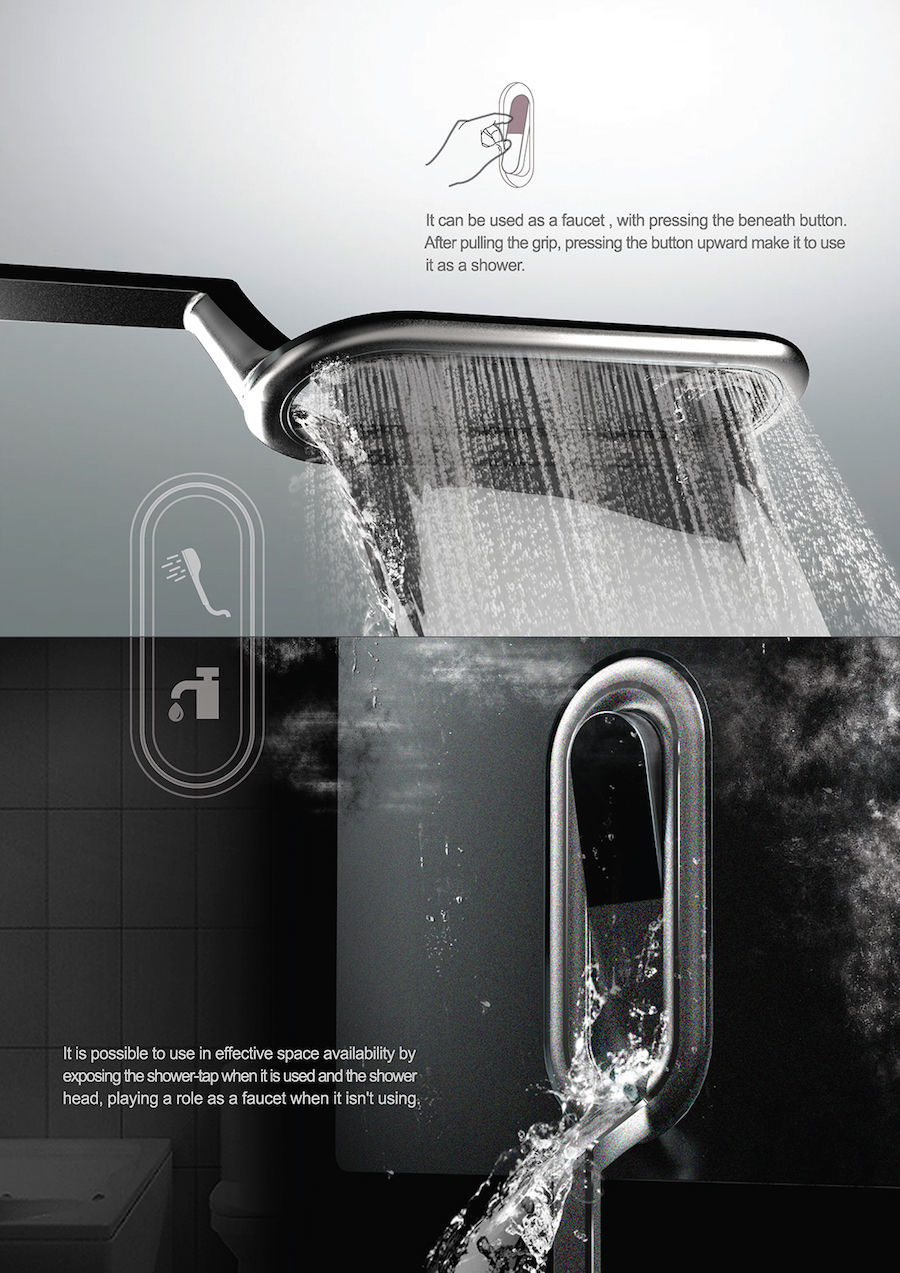 It can be used as a faucet , with pressing the beneath button.
After pulling the grip, pressing the button upward make it to use
it as a shower.
It is possible to use in effective space availability by
exposing the shower-tap when it is used and the shower
head, playing a role as a faucet when it isn't using.